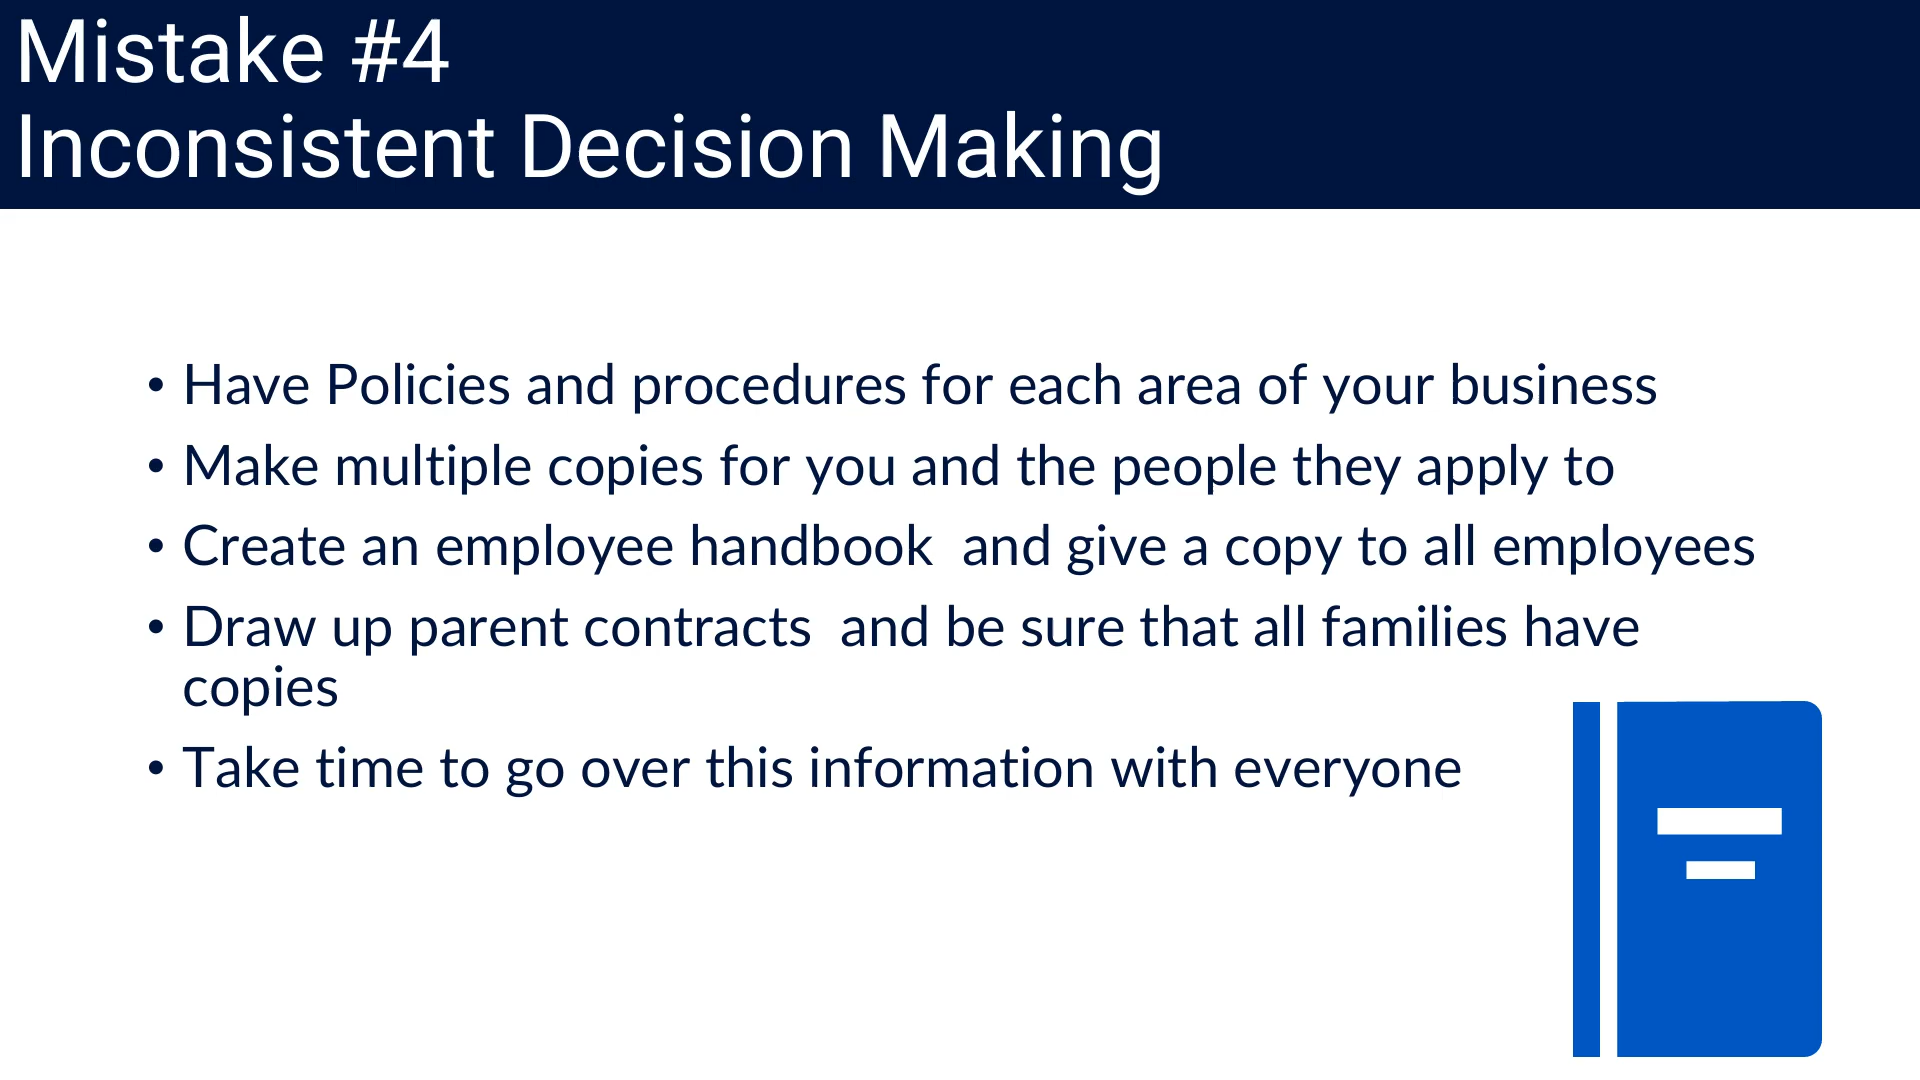 Mistake #4
Inconsistent Decision Making
• Have Policies and procedures for each area of your business
• Make multiple copies for you and the people they apply to
• Create an employee handbook  and give a copy to all employees
• Draw up parent contracts  and be sure that all families have
copies
• Take time to go over this information with everyone